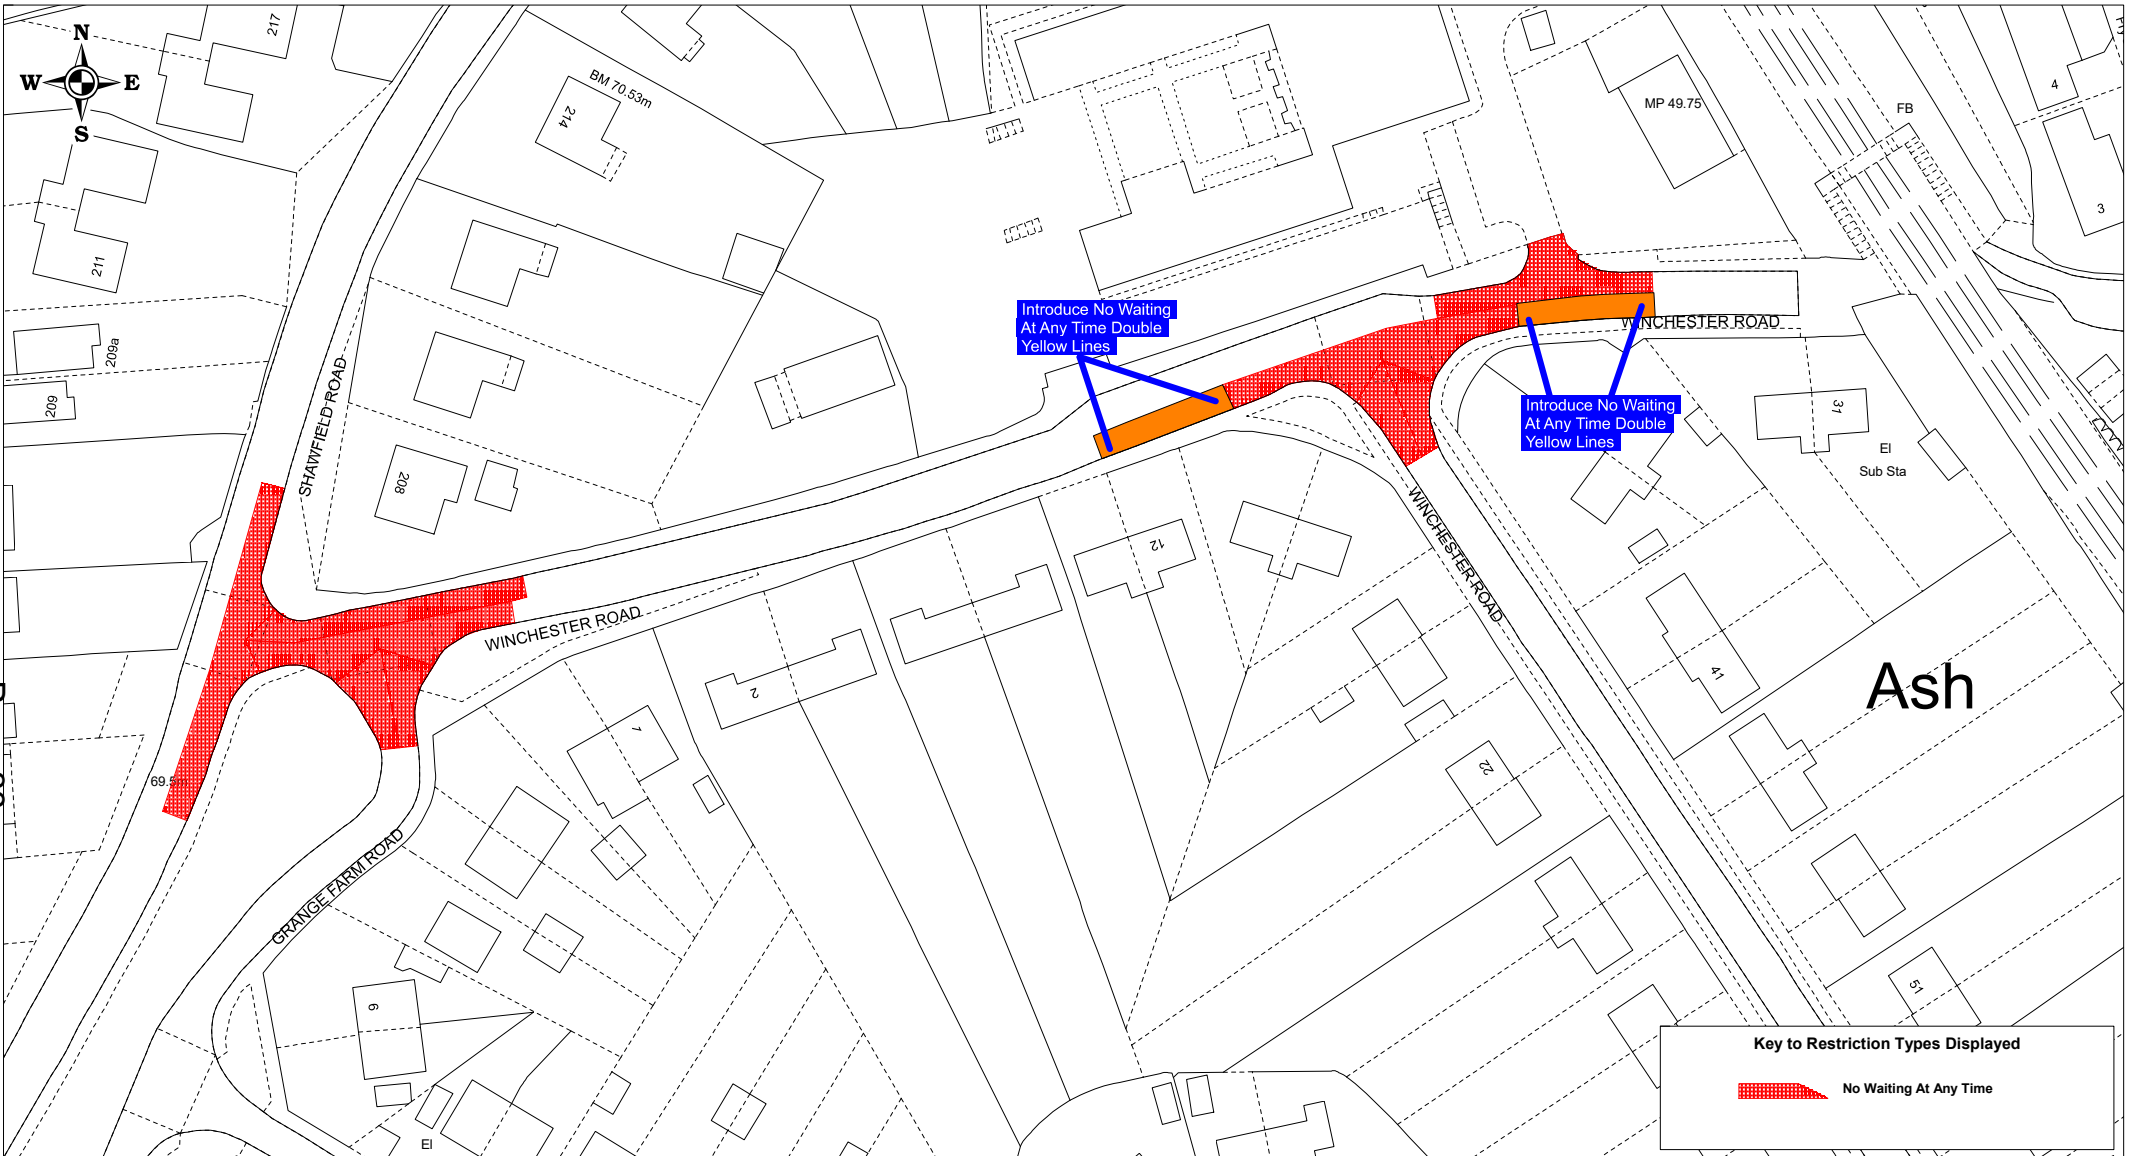 N
W E
S
217
BM 70.53m
214
211
209a
209
SHAWFIELD ROAD
208
MP 49.75
FB
4
3
Introduce No Waiting
At Any Time Double
Yellow Lines
WINCHESTER ROAD
Introduce No Waiting
At Any Time Double
Yellow Lines
31
El
Sub Sta
12
WINCHESTER ROAD
WINCHESTER ROAD
2
1
41
Ash
22
69.5
GRANGE FARM ROAD
6
El
51
Key to Restriction Types Displayed
No Waiting At Any Time